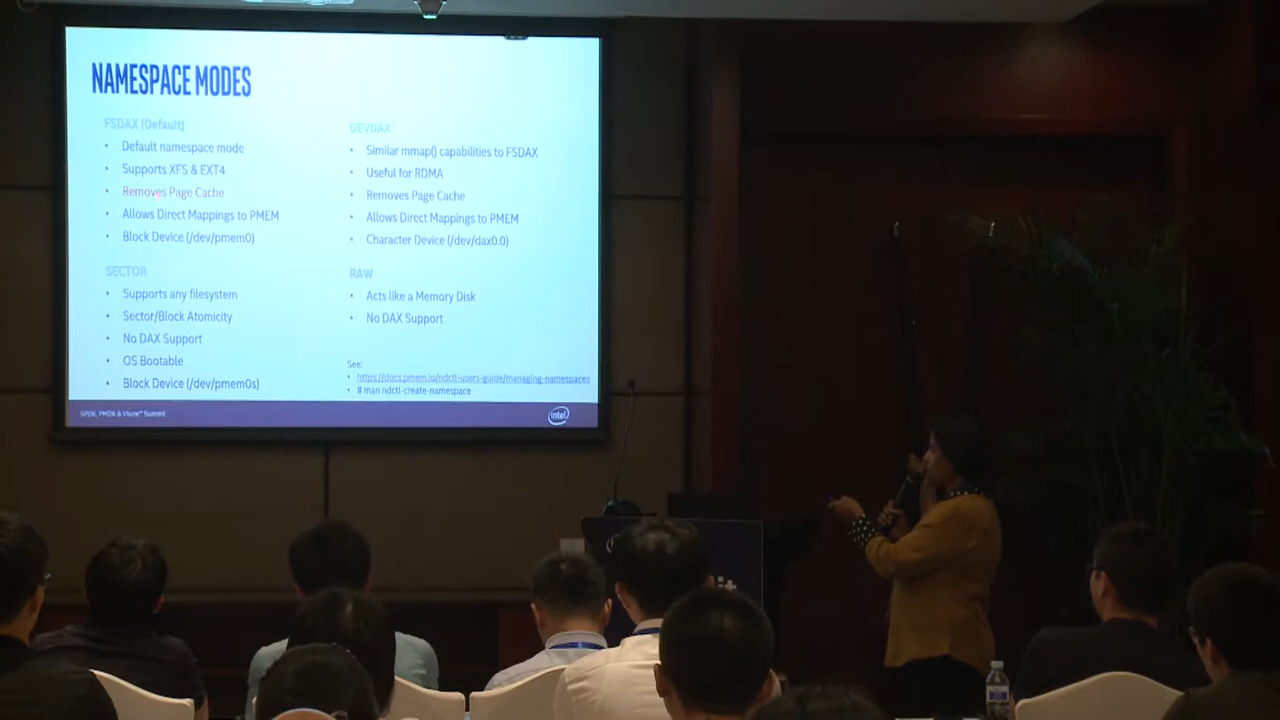 NAMESPACE MODES
FSDAX (Default)
• Default namespace mode
• Supports XFS & EXT4
• Removes Page Cache
• Allows Direct Mappings to PMEM
• Block Device (/dev/pmem0)
SECTOR
• Supports any filesystem
• Sector/Block Atomicity
• No DAX Support
• OS Bootable
• Block Device (/dev/pmem0s)
DEVDAX
• Similar mmap() capabilities to FSDAX
• Useful for RDMA
• Removes Page Cache
• Allows Direct Mappings to PMEM
• Character Device (/dev/dax0.0)
RAW
• Acts like a Memory Disk
• No DAX Support
See:
• https://docs.pmem.io/ndctl-users-guide/managing-namespaces
• # man ndctl-create-namespace
SPDK, PMDK & Vtune™ Summit
intel
it